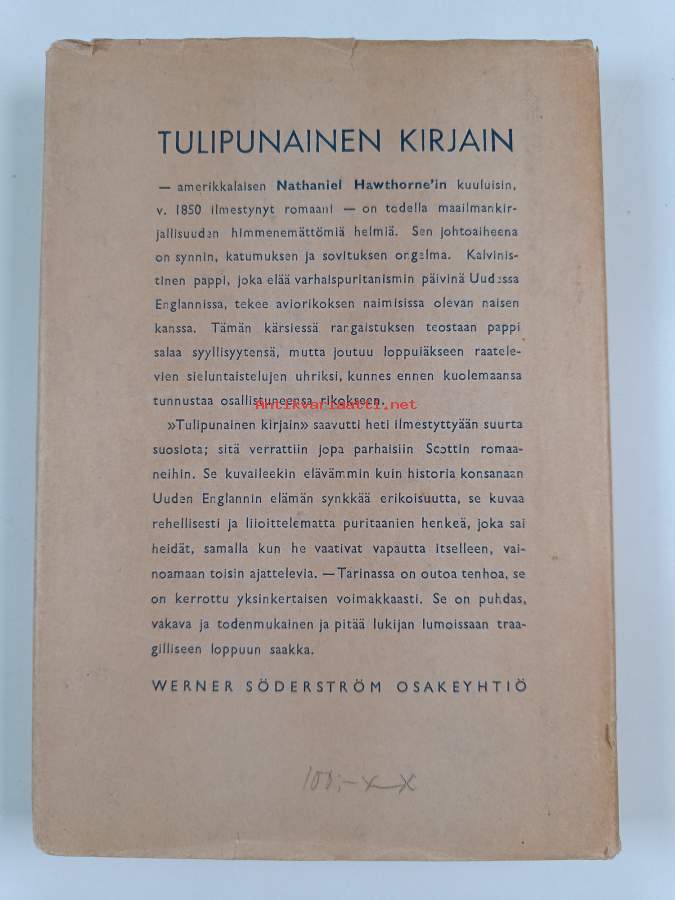 TULIPUNAINEN KIRJAIN
— amerikkalaisen Nathaniel Hawthorne'in kuuluisin,
v. 1850 ilmestynyt romaani — on todella maailmankir-
jallisuuden himmenemättömiä helmiä. Sen johtoaiheena
on synnin, katumuksen ja sovituksen ongelma. Kalvinis-
tinen pappi, joka elää varhaispuritanismin päivinä Uudessa
Englannissa, tekee aviorikoksen naimisissa olevan naisen
kanssa. Tämän kärsiessä rangaistuksen teostaan pappi
salaa syyllisyytensä, mutta joutuu loppuiäkseen raatele-
vien sieluntaistelujen uhriksi, kunnes ennen kuolemaansa
tunnustaa osallistuneensa rikokseen.
Antikvariaatti.net
»Tulipunainen kirjain» saavutti heti ilmestyttyään suurta
suosiota; sitä verrattiin jopa parhaisiin Scottin romaa-
neihin. Se kuvaileekin elävämmin kuin historia konsanaan
Uuden Englannin elämän synkkää erikoisuutta, se kuvaa
rehellisesti ja liioittelematta puritaanien henkeä, joka sai
heidät, samalla kun he vaativat vapautta itselleen, vai-
noamaan toisin ajattelevia. — Tarinassa on outoa tenhoa, se
on kerrottu yksinkertaisen voimakkaasti. Se on puhdas,
vakava ja todenmukainen ja pitää lukijan lumoissaan traa-
gilliseen loppuun saakka.
WERNER SÖDERSTRÖM OSAKEYHTIÖ
100,- x x